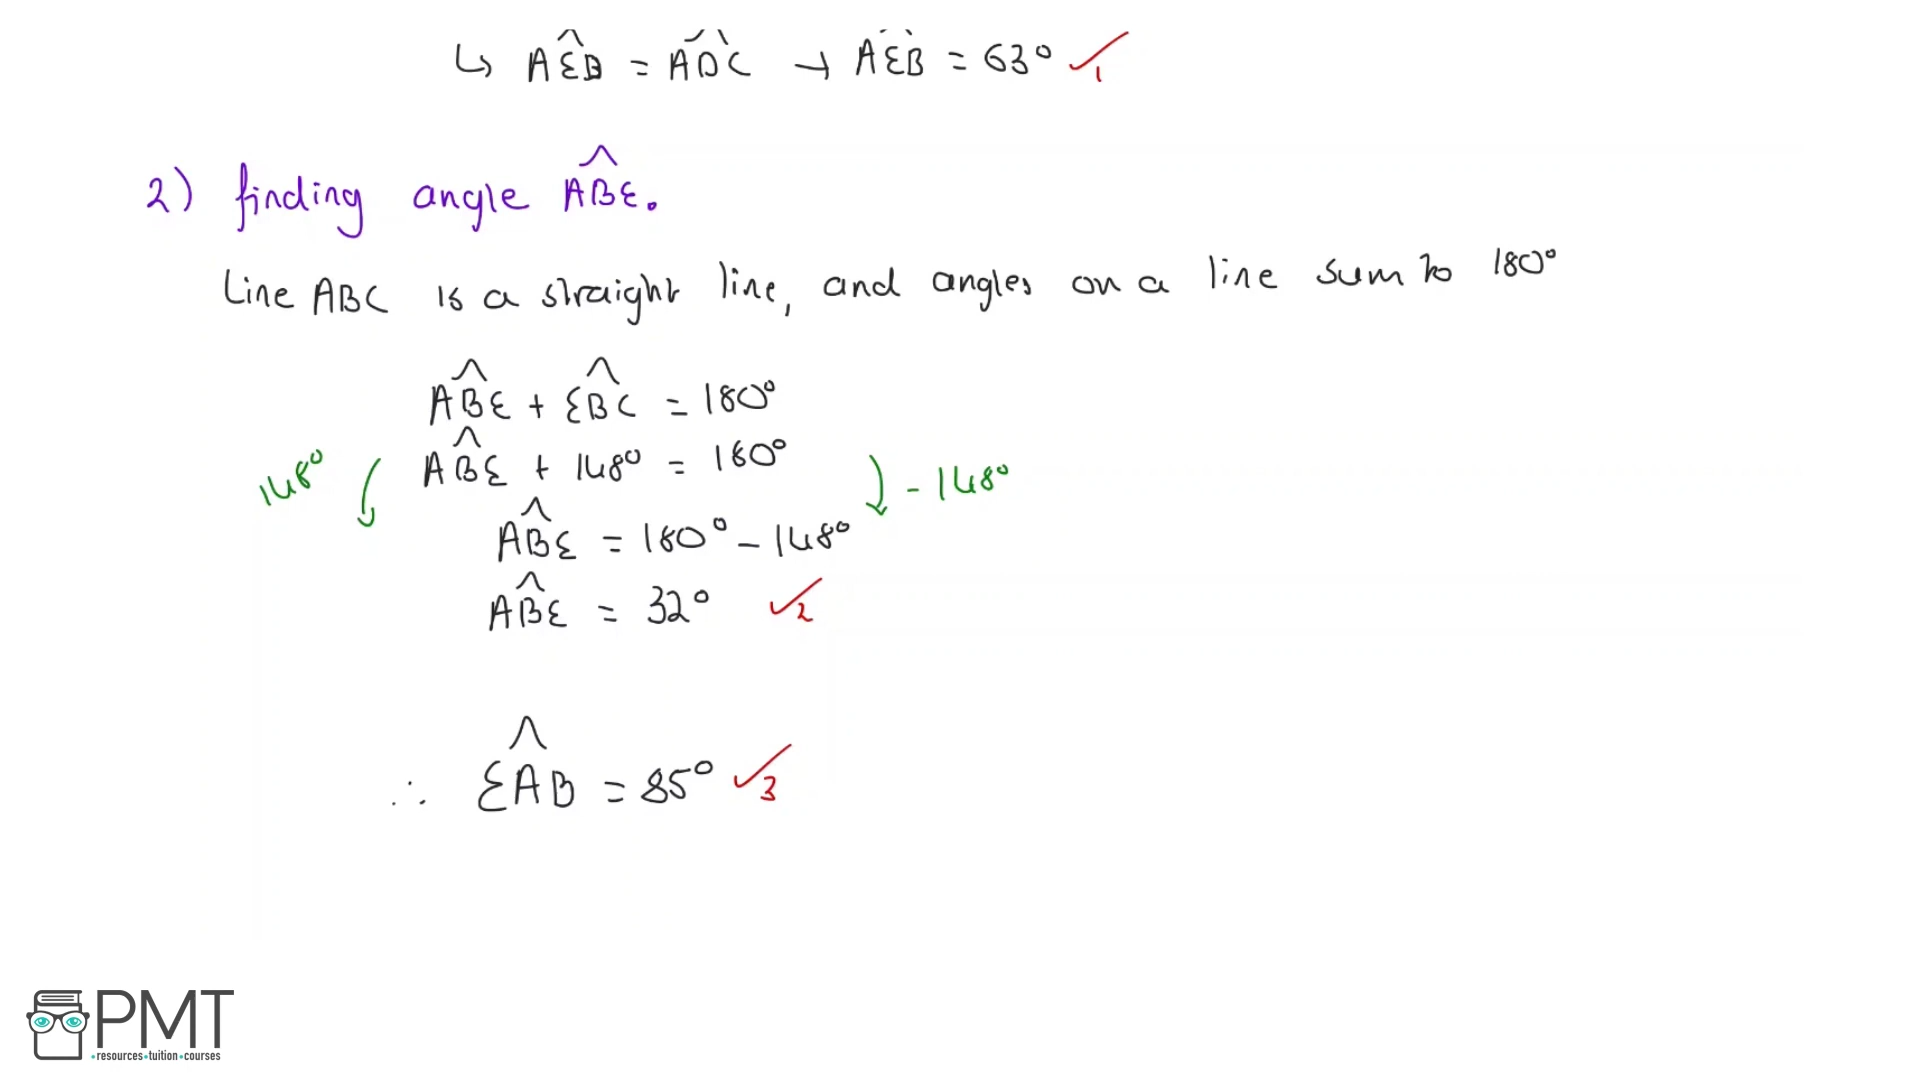 ↳ AÊB = AD̂C → AÊB = 63° ✓1
2) finding angle AB̂E.
Line ABC is a straight line, and angles on a line sum to 180°
AB̂E + EB̂C = 180°
AB̂E + 148° = 180°
148° - 148°
AB̂E = 180° - 148°
AB̂E = 32° ✓2
∴ EÂB = 85° ✓3
PMT
•resources•tuition•courses